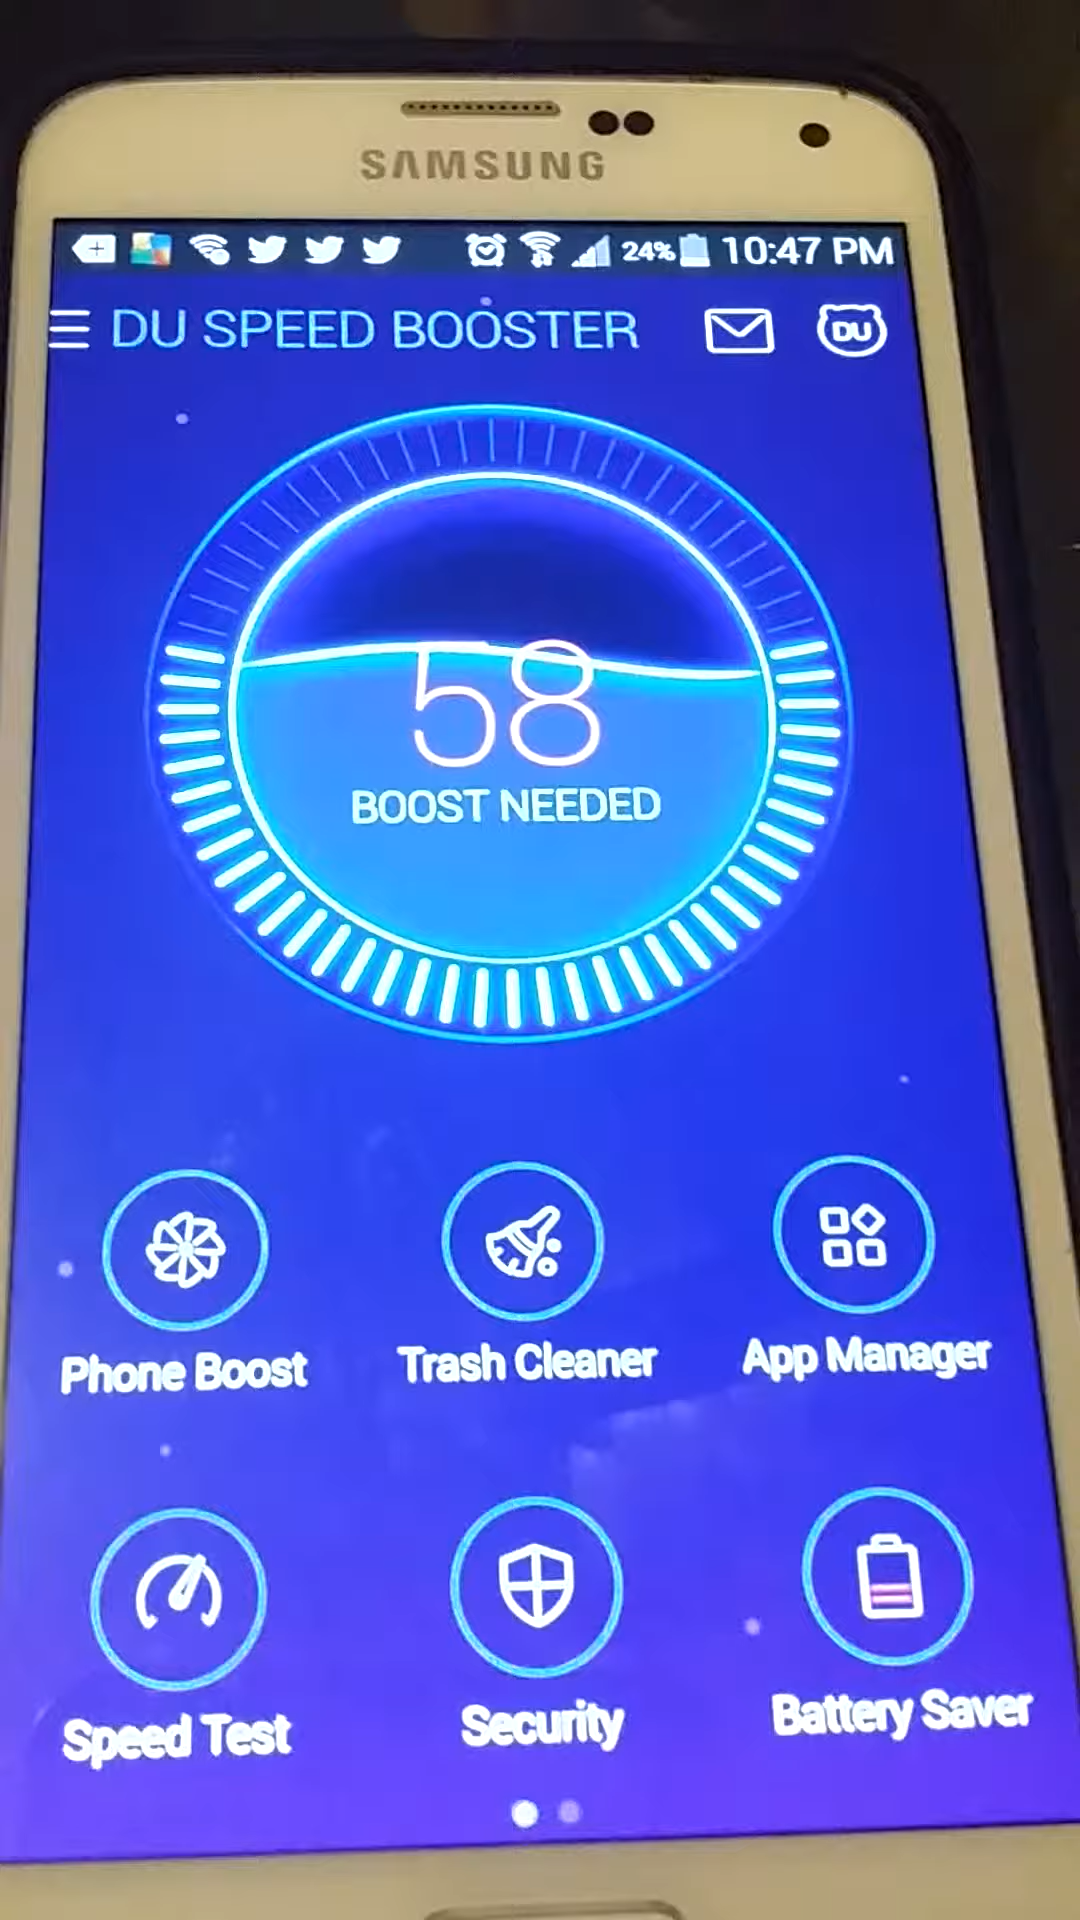 SAMSUNG
24% 10:47 PM
DU SPEED BOOSTER
DU
58
BOOST NEEDED
Phone Boost
Trash Cleaner
App Manager
Speed Test
Security
Battery Saver